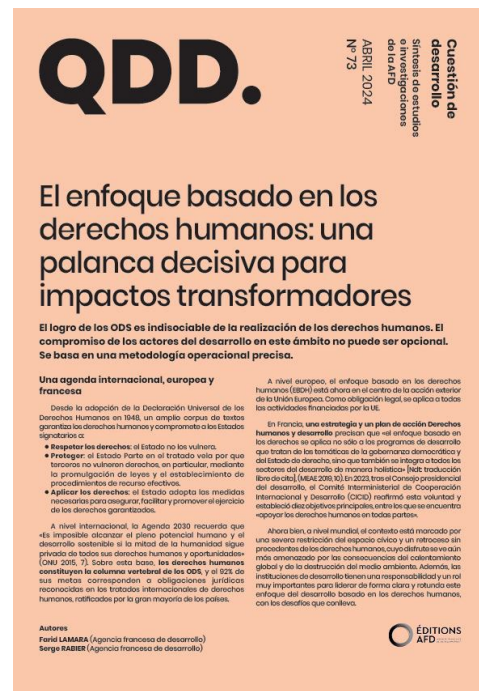 QDD.
Cuestión de
desarrollo
Síntesis de estudios
e investigaciones
de la AFD
ABRIL 2024
Nº 73
El enfoque basado en los
derechos humanos: una
palanca decisiva para
impactos transformadores
El logro de los ODS es indisociable de la realización de los derechos humanos. El
compromiso de los actores del desarrollo en este ámbito no puede ser opcional.
Se basa en una metodología operacional precisa.
Una agenda internacional, europea y
francesa
Desde la adopción de la Declaración Universal de los
Derechos Humanos en 1948, un amplio corpus de textos
garantiza los derechos humanos y compromete a los Estados
signatarios a:
● Respetar los derechos: el Estado no los vulnera.
● Proteger: el Estado Parte en el tratado vela por que
terceros no vulneren derechos, en particular, mediante
la promulgación de leyes y el establecimiento de
procedimientos de recurso efectivos.
● Aplicar los derechos: el Estado adopta las medidas
necesarias para asegurar, facilitar y promover el ejercicio
de los derechos garantizados.
A nivel internacional, la Agenda 2030 recuerda que
«Es imposible alcanzar el pleno potencial humano y el
desarrollo sostenible si la mitad de la humanidad sigue
privada de todos sus derechos humanos y oportunidades»
(ONU 2015, 7). Sobre esta base, los derechos humanos
constituyen la columna vertebral de los ODS, y el 92% de
sus metas corresponden a obligaciones jurídicas
reconocidas en los tratados internacionales de derechos
humanos, ratificados por la gran mayoría de los países.
A nivel europeo, el enfoque basado en los derechos
humanos (EBDH) está ahora en el centro de la acción exterior
de la Unión Europea. Como obligación legal, se aplica a todas
las actividades financiadas por la UE.
En Francia, una estrategia y un plan de acción Derechos
humanos y desarrollo precisan que «el enfoque basado en
los derechos se aplica no sólo a los programas de desarrollo
que tratan de las temáticas de la gobernanza democrática y
del Estado de derecho, sino que también se integra a todos los
sectores del desarrollo de manera holística» [Ndt: traducción
libre de cito], (MEAE 2019, 10). En 2023, tras el Consejo presidencial
del desarrollo, el Comité Interministerial de Cooperación
Internacional y Desarrollo (CICID) reafirmó esta voluntad y
estableció diez objetivos principales, entre los que se encuentra
«apoyar los derechos humanos en todas partes».
Ahora bien, a nivel mundial, el contexto está marcado por
una severa restricción del espacio cívico y un retroceso sin
precedentes de los derechos humanos, cuyo disfrute se ve aún
más amenazado por las consecuencias del calentamiento
global y de la destrucción del medio ambiente. Además, las
instituciones de desarrollo tienen una responsabilidad y un rol
muy importantes para liderar de forma clara y rotunda este
enfoque del desarrollo basado en los derechos humanos,
con los desafíos que conlleva.
Autores
Farid LAMARA (Agencia francesa de desarrollo)
Serge RABIER (Agencia francesa de desarrollo)
ÉDITIONS
AFD